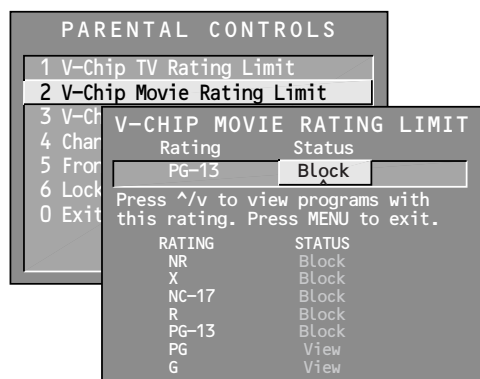 PARENTAL CONTROLS
1 V-Chip TV Rating Limit
2 V-Chip Movie Rating Limit
3 V-Ch
4 Chan
5 Fron
6 Lock
0 Exit
V-CHIP MOVIE RATING LIMIT
Rating Status
PG-13 Block
Press ^/v to view programs with
this rating. Press MENU to exit.
RATING STATUS
NR Block
X Block
NC-17 Block
R Block
PG-13 Block
PG View
G View